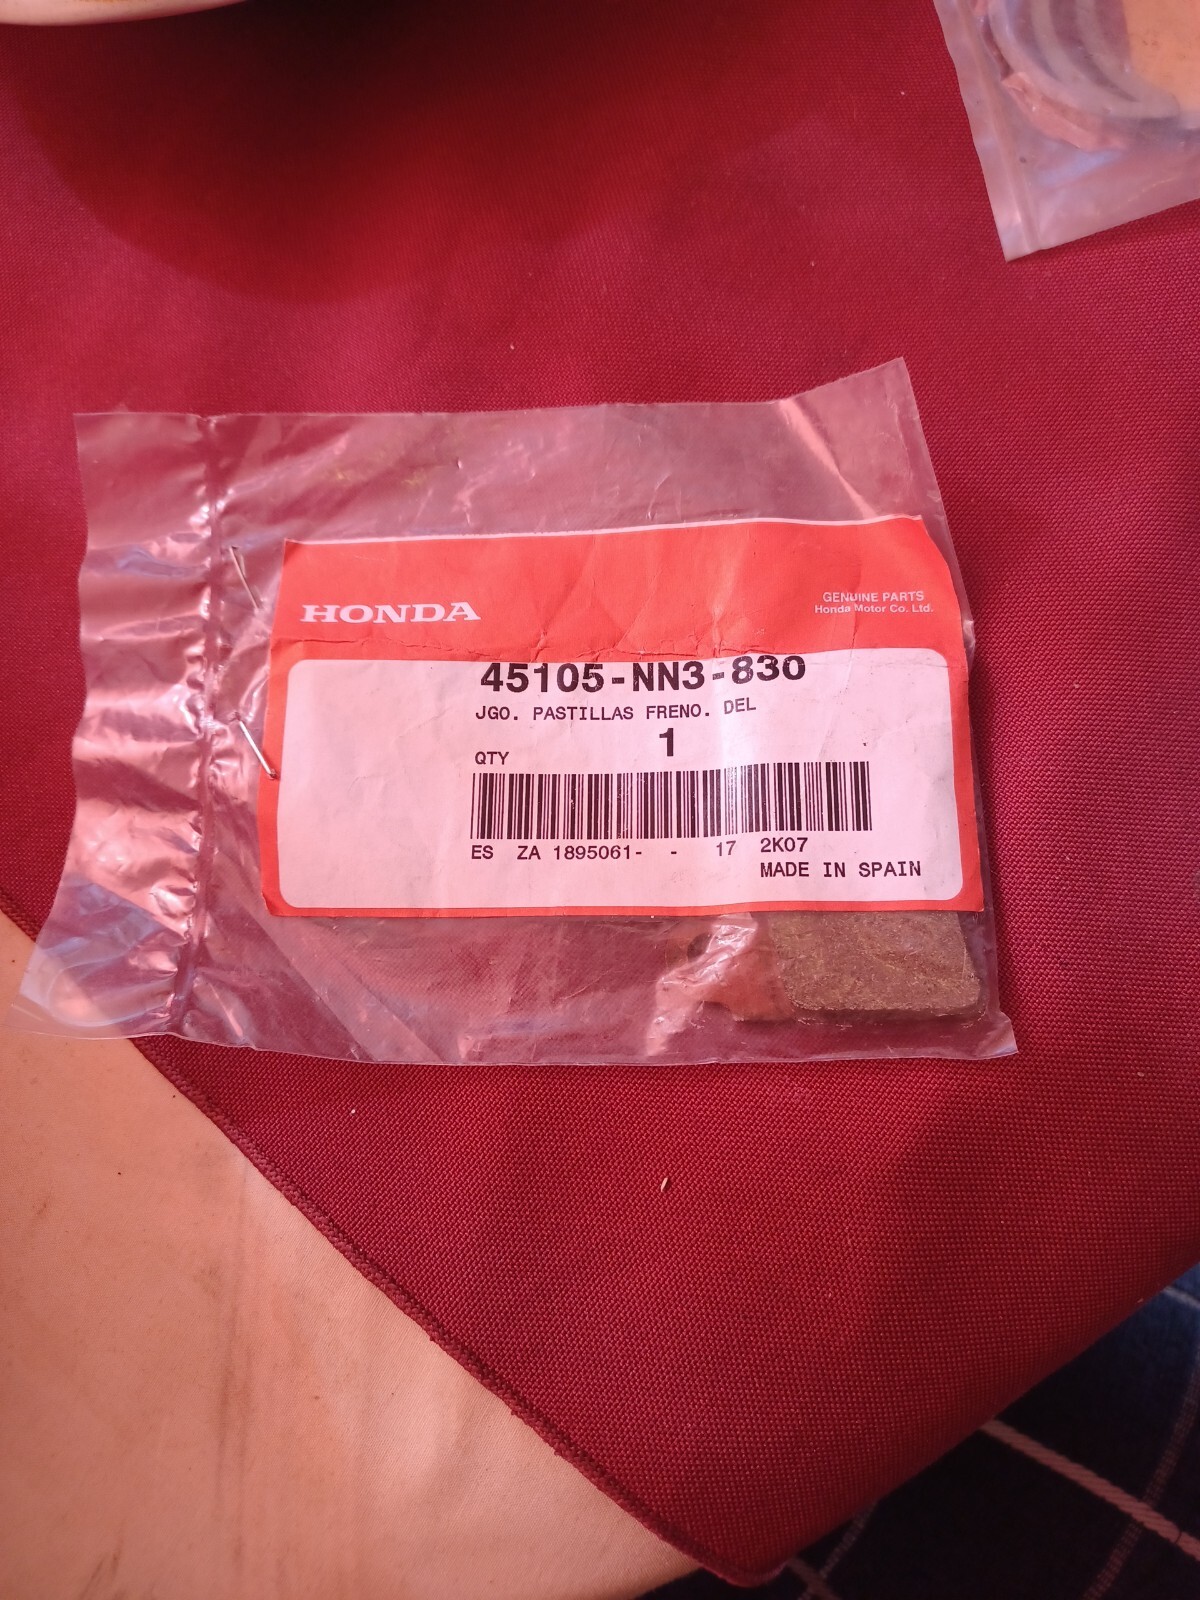 HONDA
GENUINE PARTS
Honda Motor Co. Ltd.
45105-NN3-830
JGO. PASTILLAS FRENO. DEL
QTY 1
ES ZA 1895061- - 17 2K07
MADE IN SPAIN